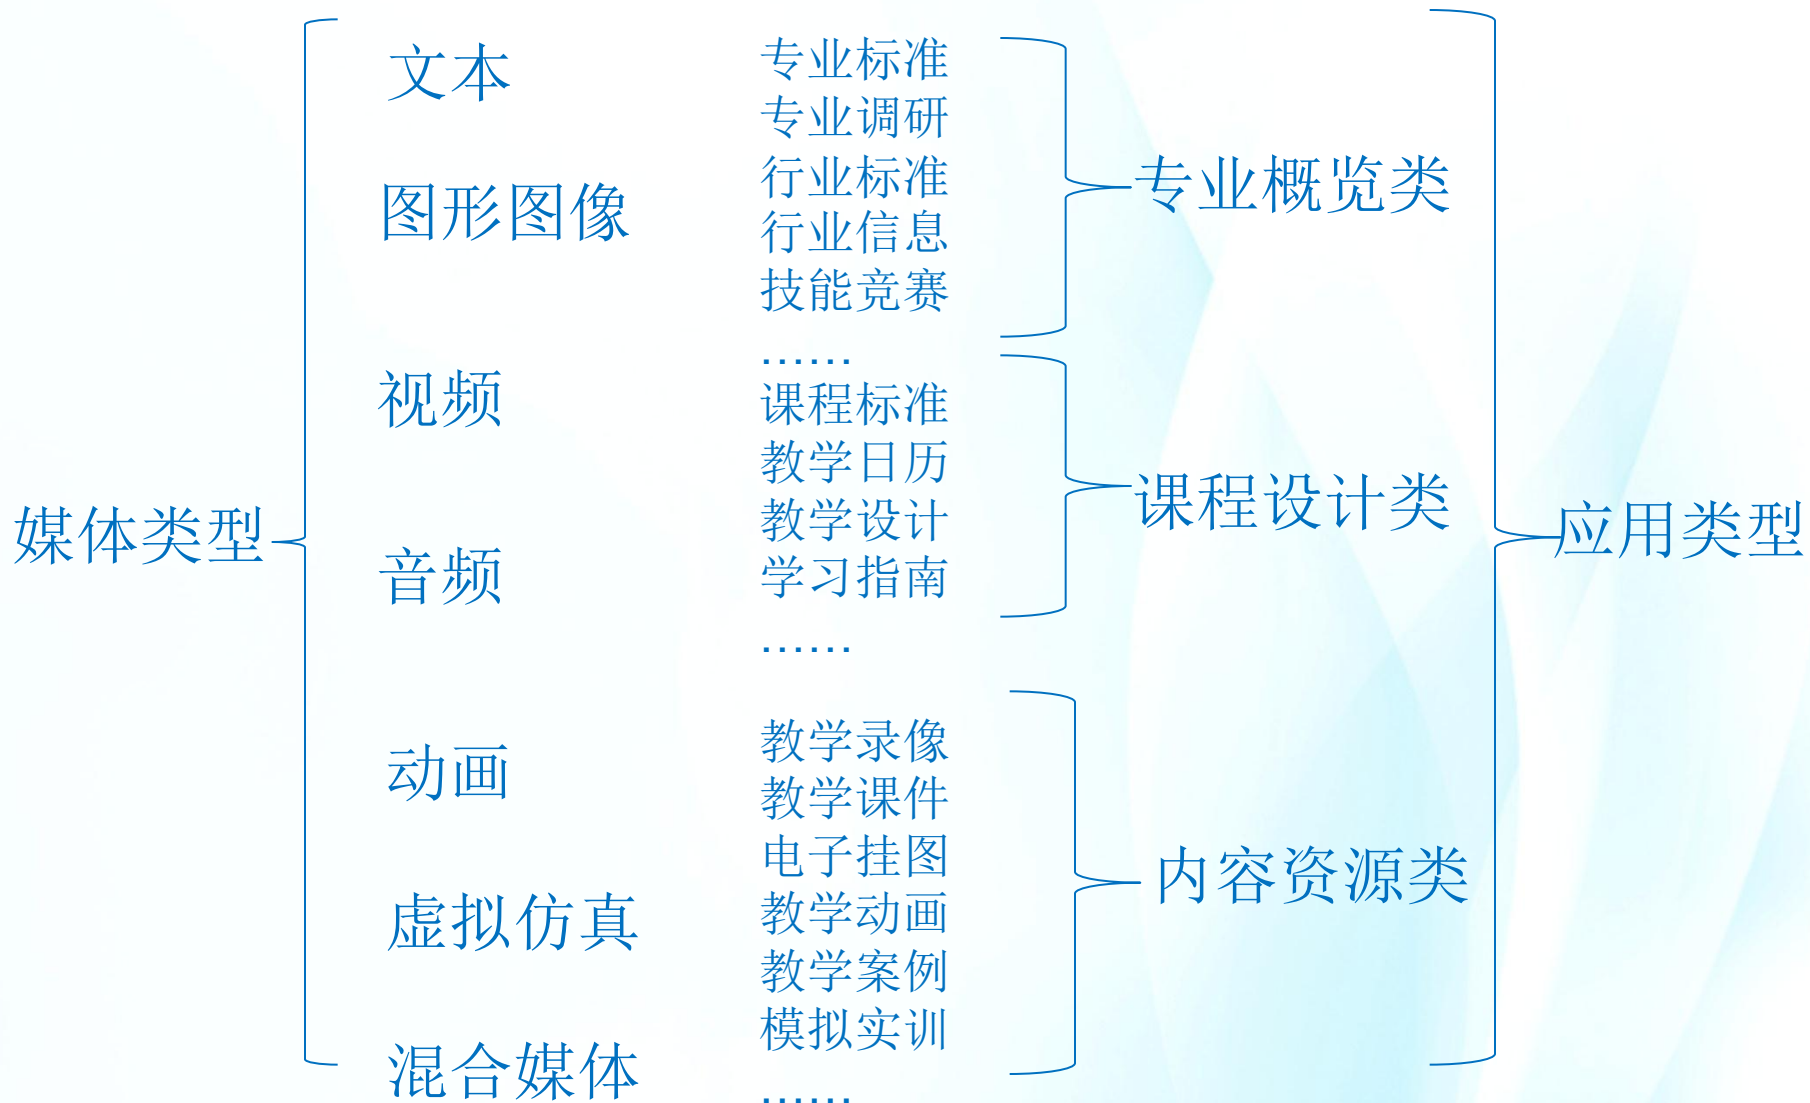 媒体类型
文本
图形图像
视频
音频
动画
虚拟仿真
混合媒体
专业标准
专业调研
行业标准
行业信息
技能竞赛
……
课程标准
教学日历
教学设计
学习指南
……
教学录像
教学课件
电子挂图
教学动画
教学案例
模拟实训
……
专业概览类
课程设计类
内容资源类
应用类型